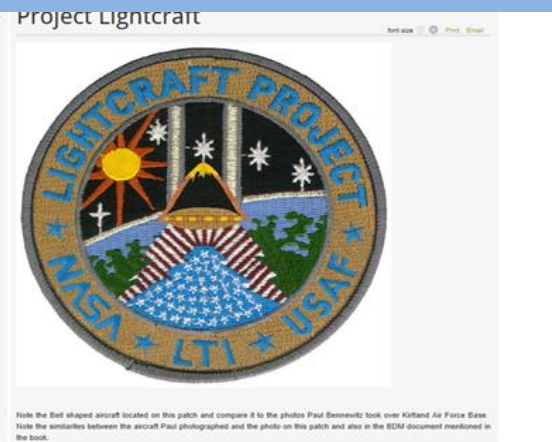 Project Lightcraft
font size Print Email
LIGHTCRAFT PROJECT
NASA ★ LTI ★ USAF
Note the Bell shaped aircraft located on this patch and compare it to the photos Paul Bennewitz took over Kirtland Air Force Base.
Note the similarites between the aircraft Paul photographed and the photo on this patch and also in the BDM document mentioned in
the book.